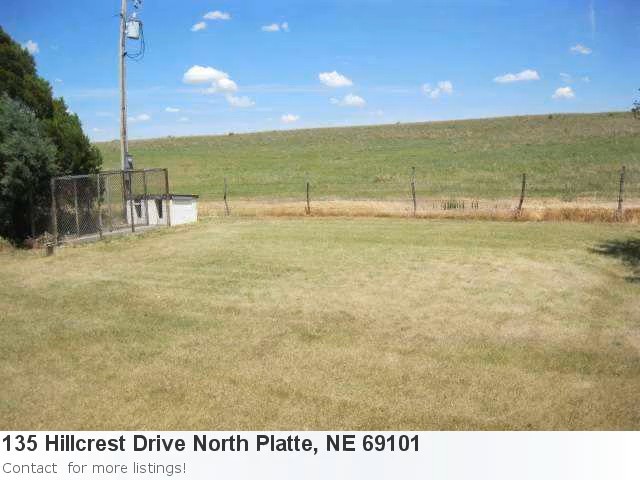 135 Hillcrest Drive North Platte, NE 69101
Contact  for more listings!